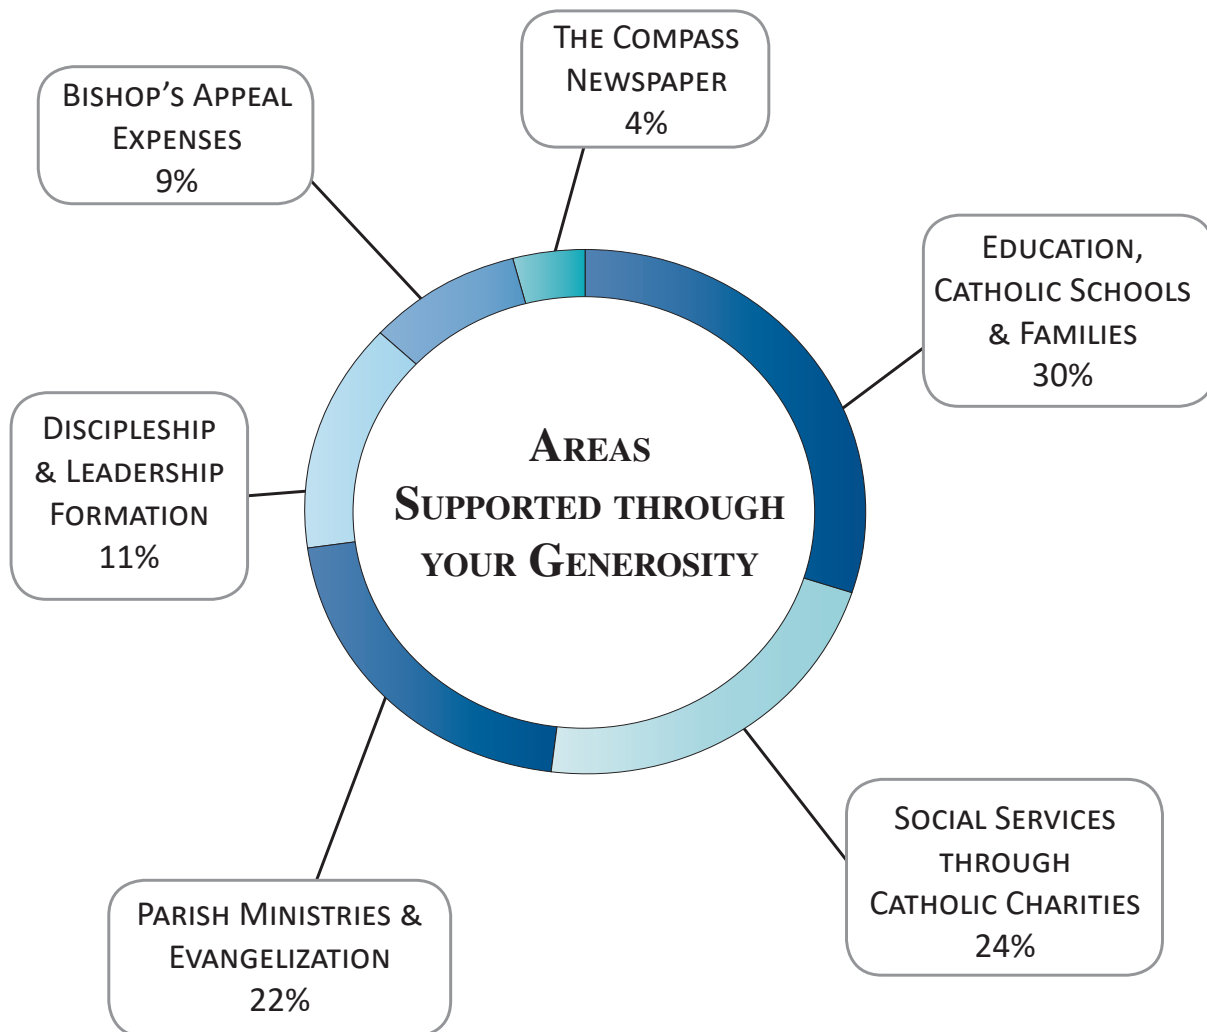 The Compass
Newspaper
4%
Bishop's Appeal
Expenses
9%
Education,
Catholic Schools
& Families
30%
Discipleship
& Leadership
Formation
11%
Areas
Supported through
your Generosity
Social Services
through
Catholic Charities
24%
Parish Ministries &
Evangelization
22%